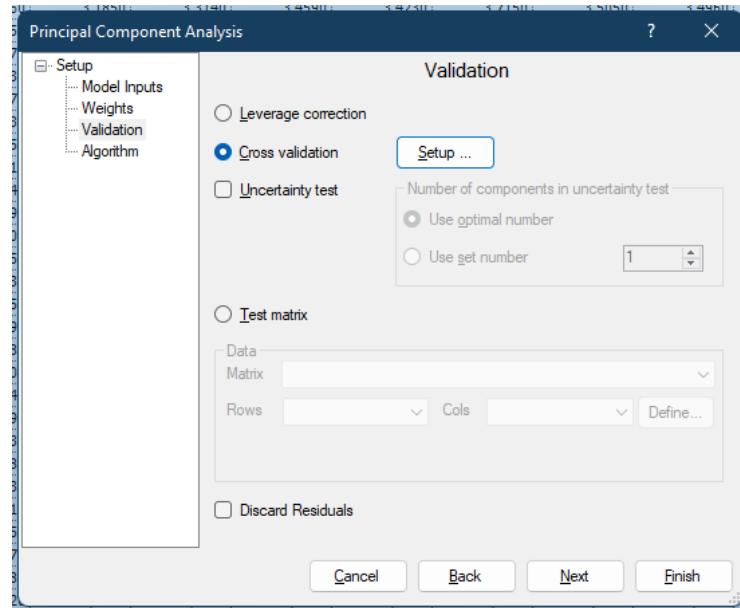 Principal Component Analysis ? ×
Setup
Model Inputs
Weights
Validation
Algorithm
Validation
Leverage correction
Cross validation Setup ...
Uncertainty test
Number of components in uncertainty test
Use optimal number
Use set number 1
Test matrix
Data
Matrix
Rows Cols Define...
Discard Residuals
Cancel Back Next Finish